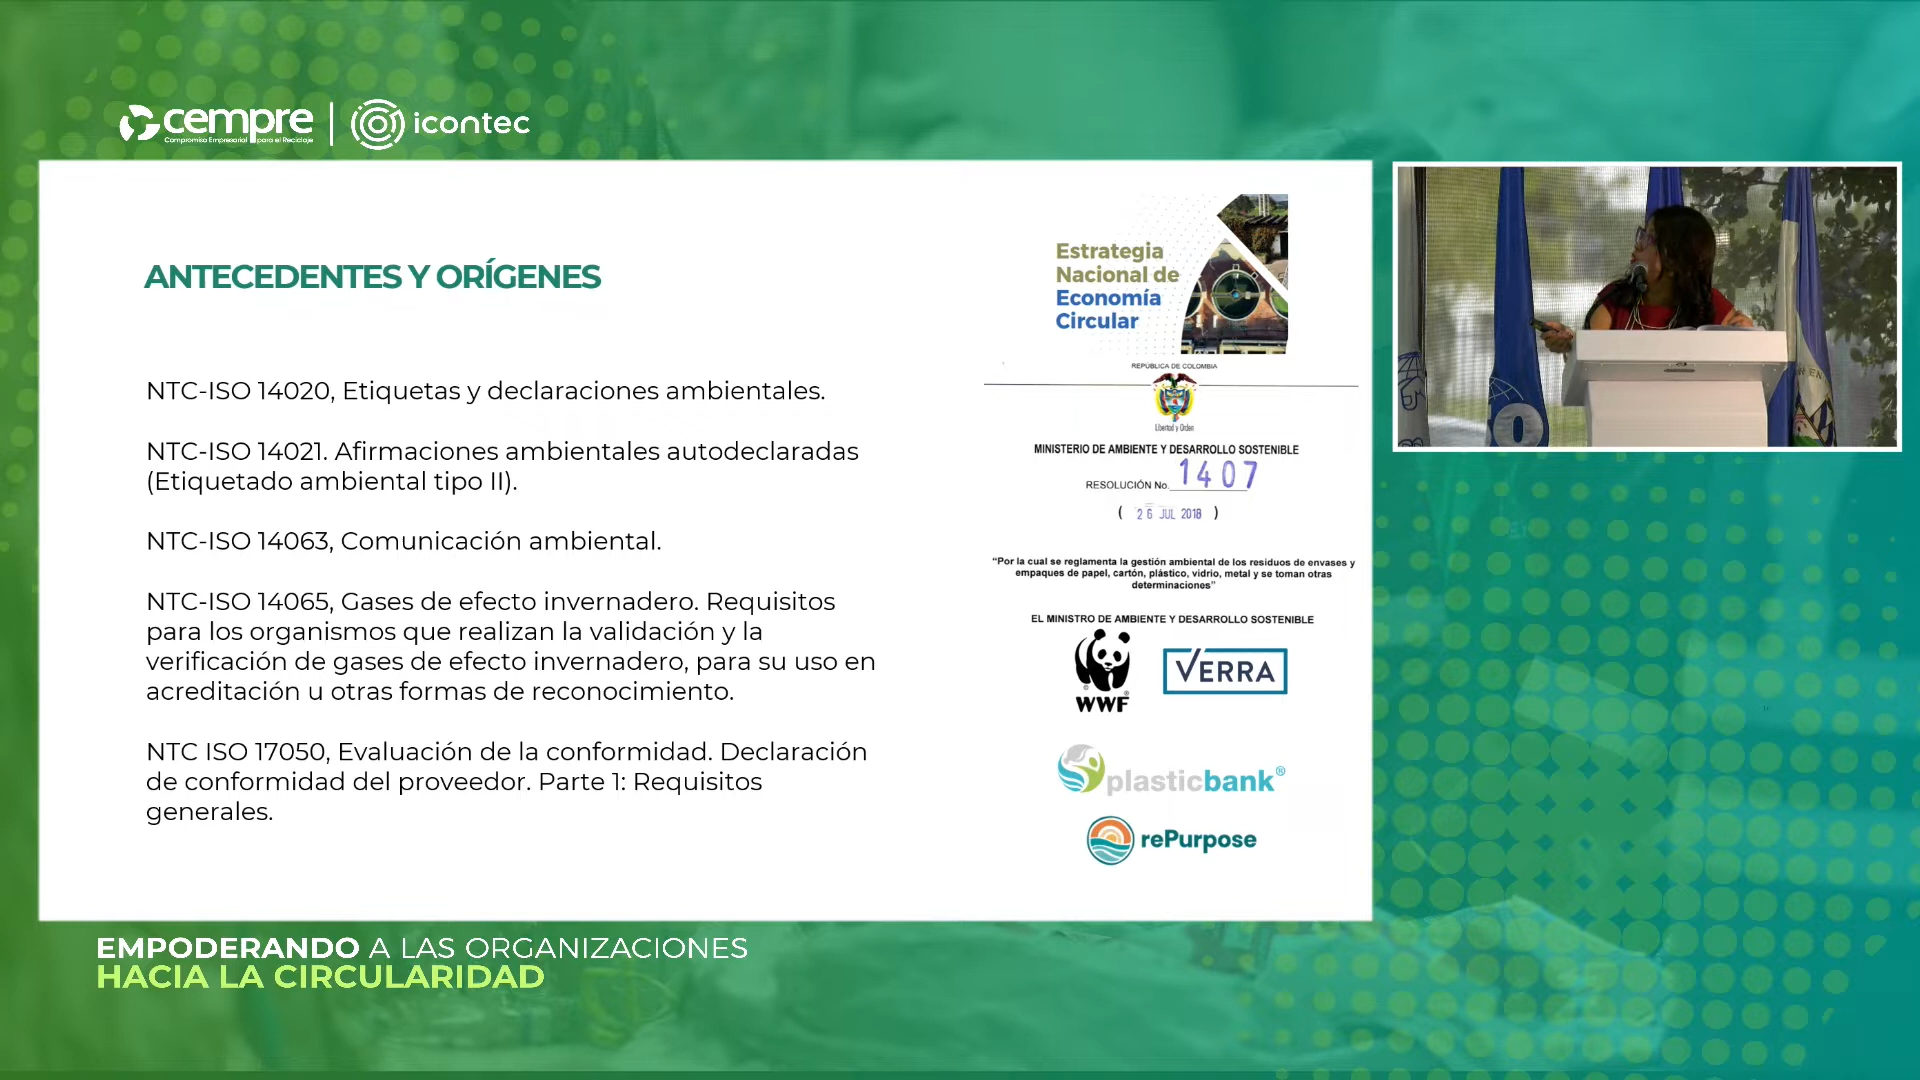 cempre
Compromiso Empresarial para el Reciclaje
icontec
ANTECEDENTES Y ORÍGENES
NTC-ISO 14020, Etiquetas y declaraciones ambientales.
NTC-ISO 14021. Afirmaciones ambientales autodeclaradas
(Etiquetado ambiental tipo II).
NTC-ISO 14063, Comunicación ambiental.
NTC-ISO 14065, Gases de efecto invernadero. Requisitos
para los organismos que realizan la validación y la
verificación de gases de efecto invernadero, para su uso en
acreditación u otras formas de reconocimiento.
NTC ISO 17050, Evaluación de la conformidad. Declaración
de conformidad del proveedor. Parte 1: Requisitos
generales.
Estrategia
Nacional de
Economía
Circular
REPÚBLICA DE COLOMBIA
Libertad y Orden
MINISTERIO DE AMBIENTE Y DESARROLLO SOSTENIBLE
RESOLUCIÓN No. 1407
( 26 JUL 2018 )
“Por la cual se reglamenta la gestión ambiental de los residuos de envases y
empaques de papel, cartón, plástico, vidrio, metal y se toman otras
determinaciones”
EL MINISTRO DE AMBIENTE Y DESARROLLO SOSTENIBLE
WWF®
VERRA
plasticbank®
rePurpose
EMPODERANDO A LAS ORGANIZACIONES
HACIA LA CIRCULARIDAD